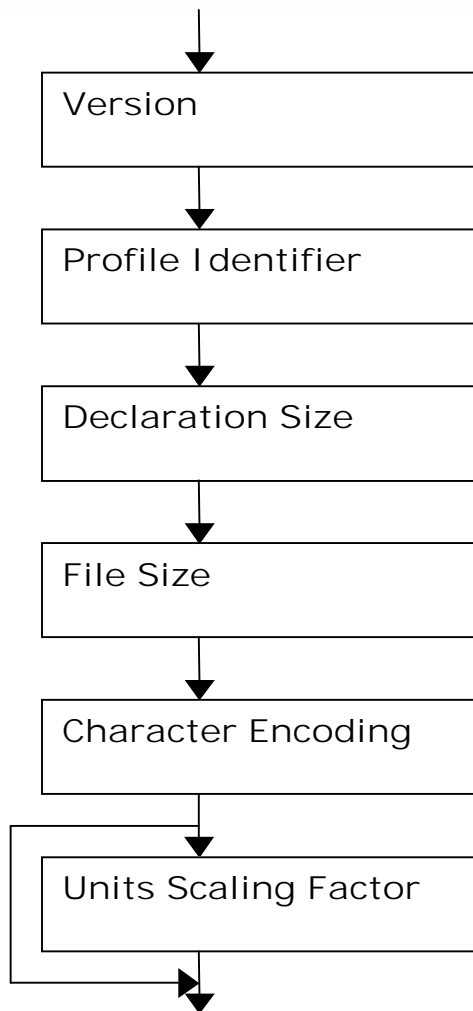 Version
Profile Identifier
Declaration Size
File Size
Character Encoding
Units Scaling Factor